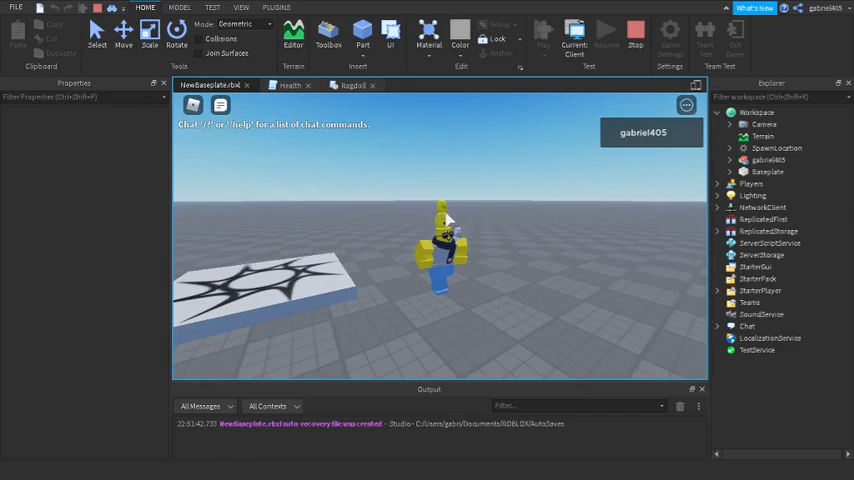 FILE HOME MODEL TEST VIEW PLUGINS What's New gabriel405
Mode: Geometric
Collisions
Join Surfaces
Paste Cut Copy Duplicate Select Move Scale Rotate Editor Toolbox Part UI Material Color Group Lock Anchor Play Current: Client Resume Stop Game Settings Team Test Exit Game
Clipboard Tools Terrain Insert Edit Test Settings Team Test
Properties
Filter Properties (Ctrl+Shift+P)
NewBaseplate.rbxl Health Ragdoll
Chat '/?' or '/help' for a list of chat commands.
gabriel405
Explorer
Filter workspace (Ctrl+Shift+X)
Workspace
Camera
Terrain
SpawnLocation
gabriel405
Baseplate
Players
Lighting
NetworkClient
ReplicatedFirst
ReplicatedStorage
ServerScriptService
ServerStorage
StarterGui
StarterPack
StarterPlayer
Teams
SoundService
Chat
LocalizationService
TestService
Output
All Messages All Contexts Filter...
22:53:42.733 NewBaseplate.rbxl auto-recovery file was created - Studio - C:/Users/gabri/Documents/ROBLOX/AutoSaves